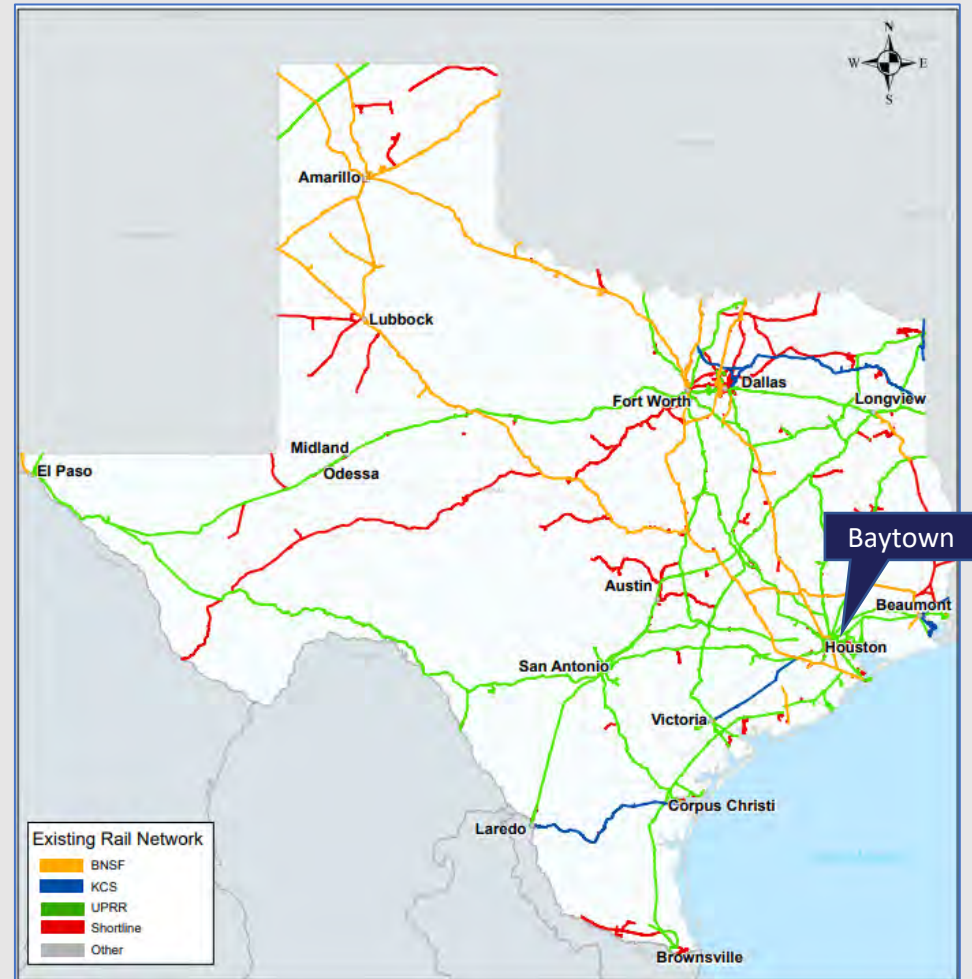 N
W E
S
Amarillo
Lubbock
Dallas
Fort Worth
Longview
Midland
El Paso
Odessa
Baytown
Austin
Beaumont
Houston
San Antonio
Victoria
Corpus Christi
Laredo
Existing Rail Network
BNSF
KCS
UPRR
Shortline
Other
Brownsville